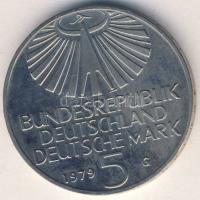 BUNDESREPUBLIK
DEUTSCHLAND
DEUTSCHE MARK
1979 5 G